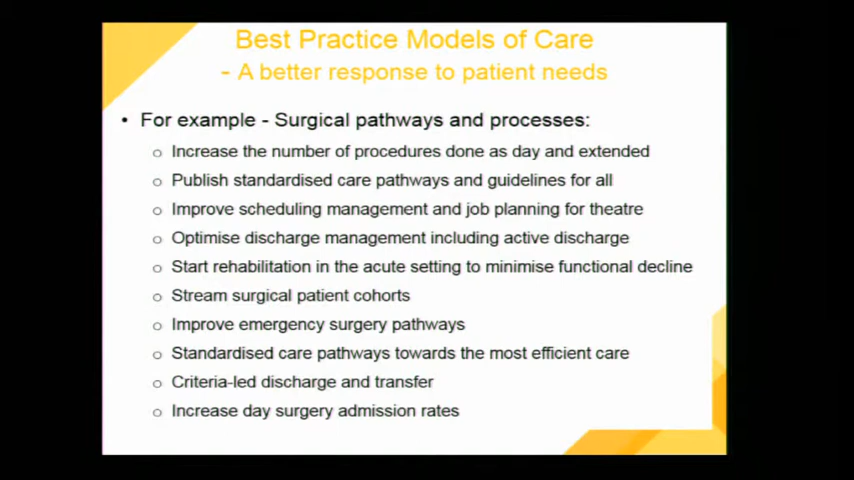 Best Practice Models of Care
- A better response to patient needs
• For example - Surgical pathways and processes:
o Increase the number of procedures done as day and extended
o Publish standardised care pathways and guidelines for all
o Improve scheduling management and job planning for theatre
o Optimise discharge management including active discharge
o Start rehabilitation in the acute setting to minimise functional decline
o Stream surgical patient cohorts
o Improve emergency surgery pathways
o Standardised care pathways towards the most efficient care
o Criteria-led discharge and transfer
o Increase day surgery admission rates